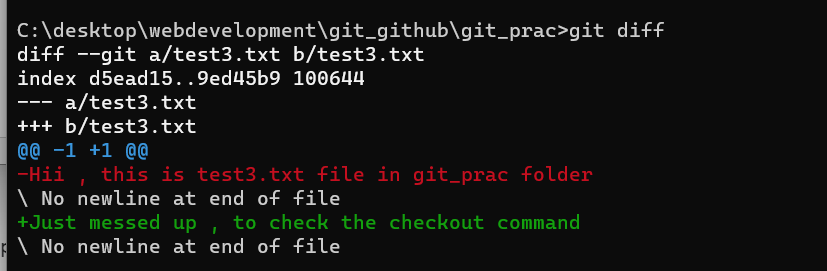 C:\desktop\webdevelopment\git_github\git_prac>git diff
diff --git a/test3.txt b/test3.txt
index d5ead15..9ed45b9 100644
--- a/test3.txt
+++ b/test3.txt
@@ -1 +1 @@
-Hii , this is test3.txt file in git_prac folder
\ No newline at end of file
+Just messed up , to check the checkout command
\ No newline at end of file